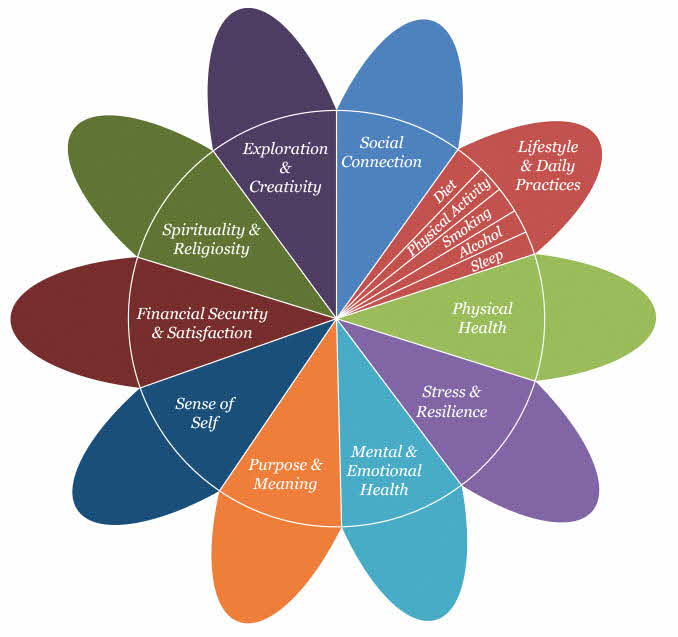 Social
Connection
Lifestyle
& Daily
Practices
Diet
Physical Activity
Smoking
Alcohol
Sleep
Physical
Health
Stress &
Resilience
Mental &
Emotional
Health
Purpose &
Meaning
Sense of
Self
Financial Security
& Satisfaction
Spirituality &
Religiosity
Exploration
&
Creativity